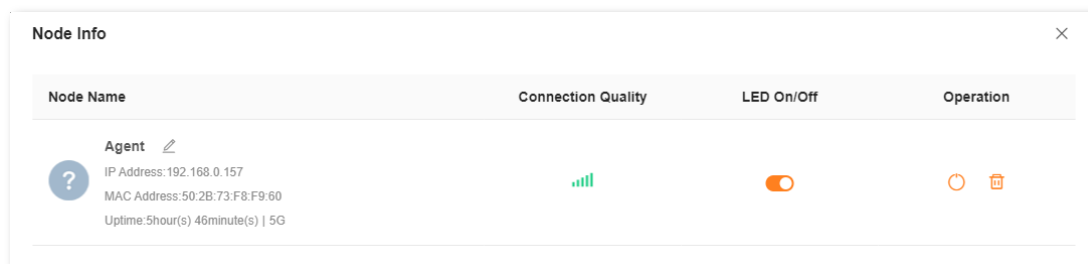 Node Info
Node Name Connection Quality LED On/Off Operation
Agent
?
IP Address:192.168.0.157
MAC Address:50:2B:73:F8:F9:60
Uptime:5hour(s) 46minute(s) | 5G